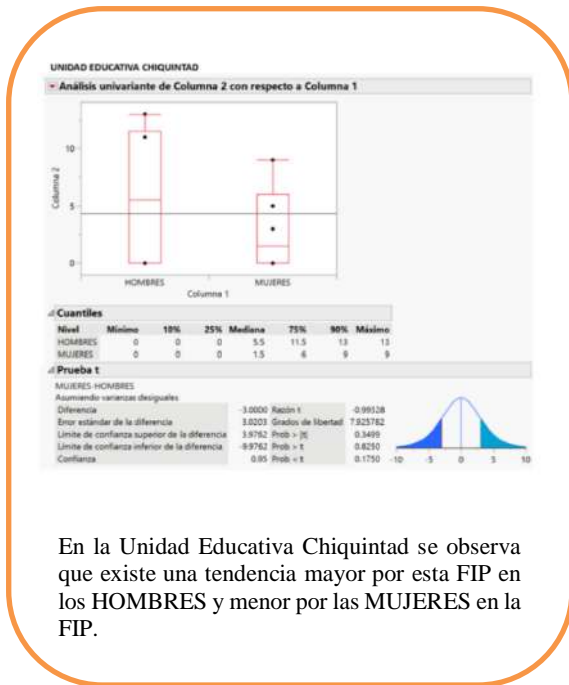 UNIDAD EDUCATIVA CHIQUINTAD
Análisis univariante de Columna 2 con respecto a Columna 1
10
5
0
Columna 2
HOMBRES MUJERES
Columna 1
Cuantiles
Nivel Mínimo 10% 25% Mediana 75% 90% Máximo
HOMBRES 0 0 0 5.5 11.5 13 13
MUJERES 0 0 0 1.5 6 9 9
Prueba t
MUJERES-HOMBRES
Asumiendo varianzas desiguales
Diferencia -3.0000 Razón t -0.99328
Error estándar de la diferencia 3.0203 Grados de libertad 7.925782
Límite de confianza superior de la diferencia 3.9762 Prob > |t| 0.3499
Límite de confianza inferior de la diferencia -9.9762 Prob > t 0.8250
Confianza 0.95 Prob < t 0.1750
-10 -5 0 5 10
En la Unidad Educativa Chiquintad se observa
que existe una tendencia mayor por esta FIP en
los HOMBRES y menor por las MUJERES en la
FIP.